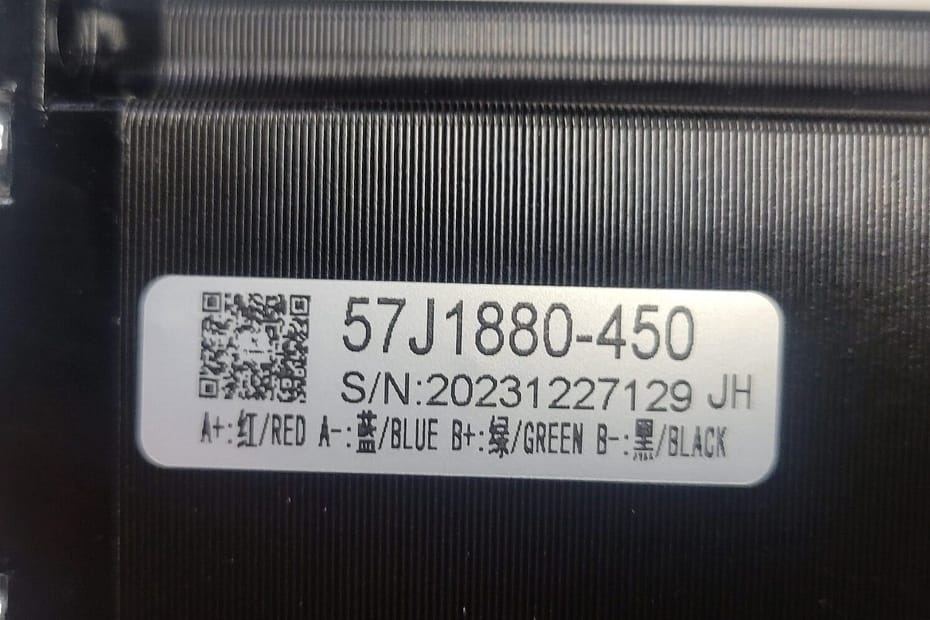 57J1880-450
S/N:20231227129 JH
A+:红/RED A-:蓝/BLUE B+:绿/GREEN B-:黑/BLACK